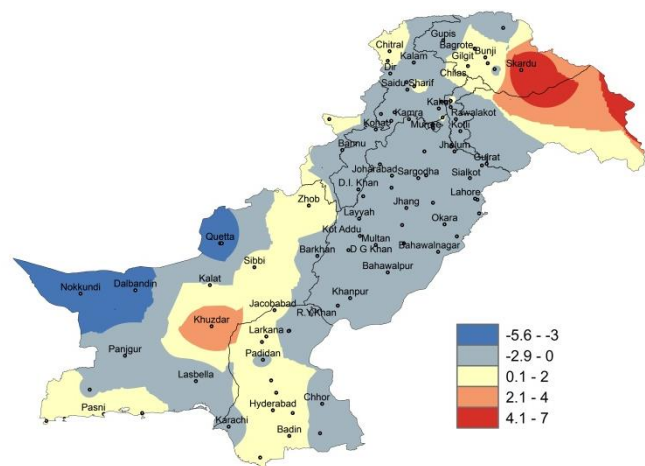 Chitral
Gupis
Kalam
Bagrote
Bunji
Gilgit
Skardu
Dir
Chilas
Saidu Sharif
Kakul
Kamra
Rawalakot
Kohat
Murree
Kotli
Bannu
Jhelum
Gujrat
Joharabad
Sargodha
Sialkot
D.I. Khan
Zhob
Jhang
Lahore
Layyah
Okara
Quetta
Kot Addu
Multan
Sibbi
Barkhan
D G Khan
Bahawalnagar
Nokkundi
Dalbandin
Kalat
Bahawalpur
Khanpur
Jacobabad
R.Y.Khan
Khuzdar
Larkana
Panjgur
Padidan
Lasbella
Pasni
Hyderabad
Chhor
Karachi
Badin
-5.6 - -3
-2.9 - 0
0.1 - 2
2.1 - 4
4.1 - 7